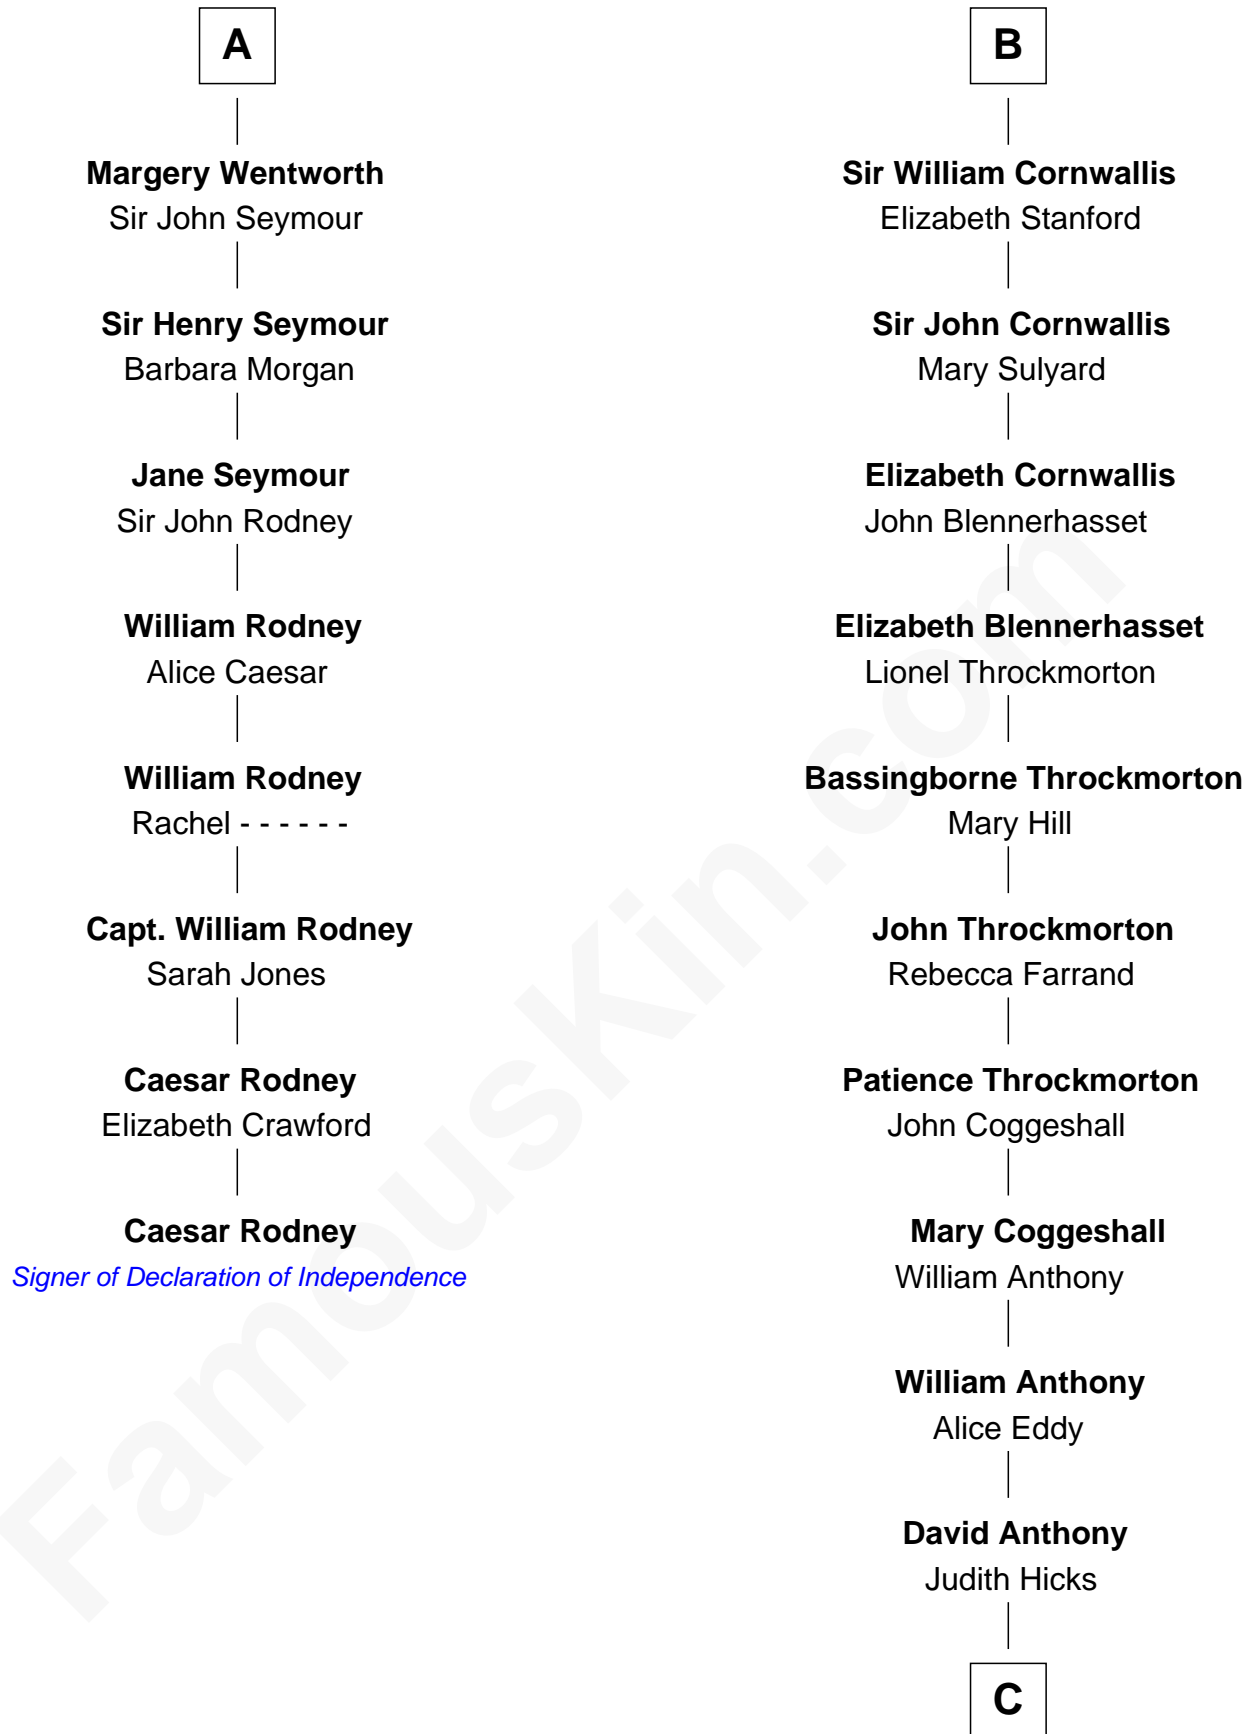 A
Margery Wentworth
Sir John Seymour
Sir Henry Seymour
Barbara Morgan
Jane Seymour
Sir John Rodney
William Rodney
Alice Caesar
William Rodney
Rachel - - - - - -
Capt. William Rodney
Sarah Jones
Caesar Rodney
Elizabeth Crawford
Caesar Rodney
Signer of Declaration of Independence
B
Sir William Cornwallis
Elizabeth Stanford
Sir John Cornwallis
Mary Sulyard
Elizabeth Cornwallis
John Blennerhasset
Elizabeth Blennerhasset
Lionel Throckmorton
Bassingborne Throckmorton
Mary Hill
John Throckmorton
Rebecca Farrand
Patience Throckmorton
John Coggeshall
Mary Coggeshall
William Anthony
William Anthony
Alice Eddy
David Anthony
Judith Hicks
C
FamousKin.com